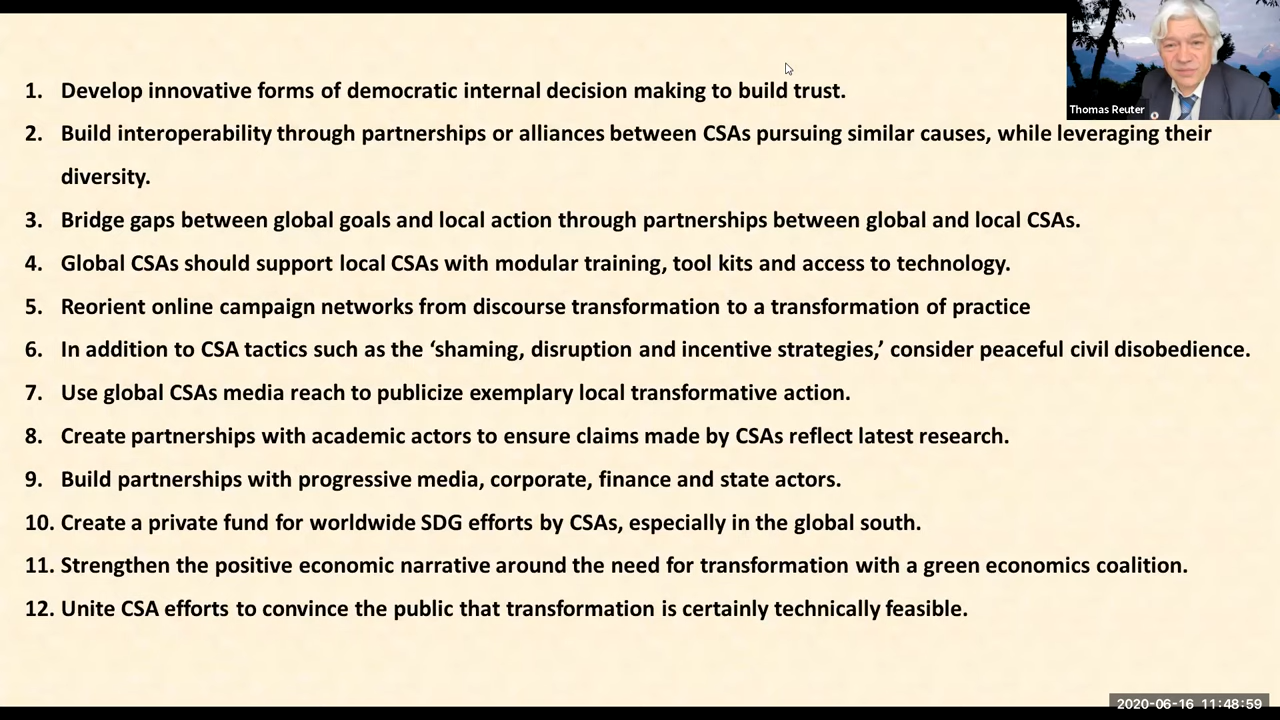 Thomas Reuter
1. Develop innovative forms of democratic internal decision making to build trust.
2. Build interoperability through partnerships or alliances between CSAs pursuing similar causes, while leveraging their
diversity.
3. Bridge gaps between global goals and local action through partnerships between global and local CSAs.
4. Global CSAs should support local CSAs with modular training, tool kits and access to technology.
5. Reorient online campaign networks from discourse transformation to a transformation of practice
6. In addition to CSA tactics such as the ‘shaming, disruption and incentive strategies,’ consider peaceful civil disobedience.
7. Use global CSAs media reach to publicize exemplary local transformative action.
8. Create partnerships with academic actors to ensure claims made by CSAs reflect latest research.
9. Build partnerships with progressive media, corporate, finance and state actors.
10. Create a private fund for worldwide SDG efforts by CSAs, especially in the global south.
11. Strengthen the positive economic narrative around the need for transformation with a green economics coalition.
12. Unite CSA efforts to convince the public that transformation is certainly technically feasible.
2020-06-16 11:48:59